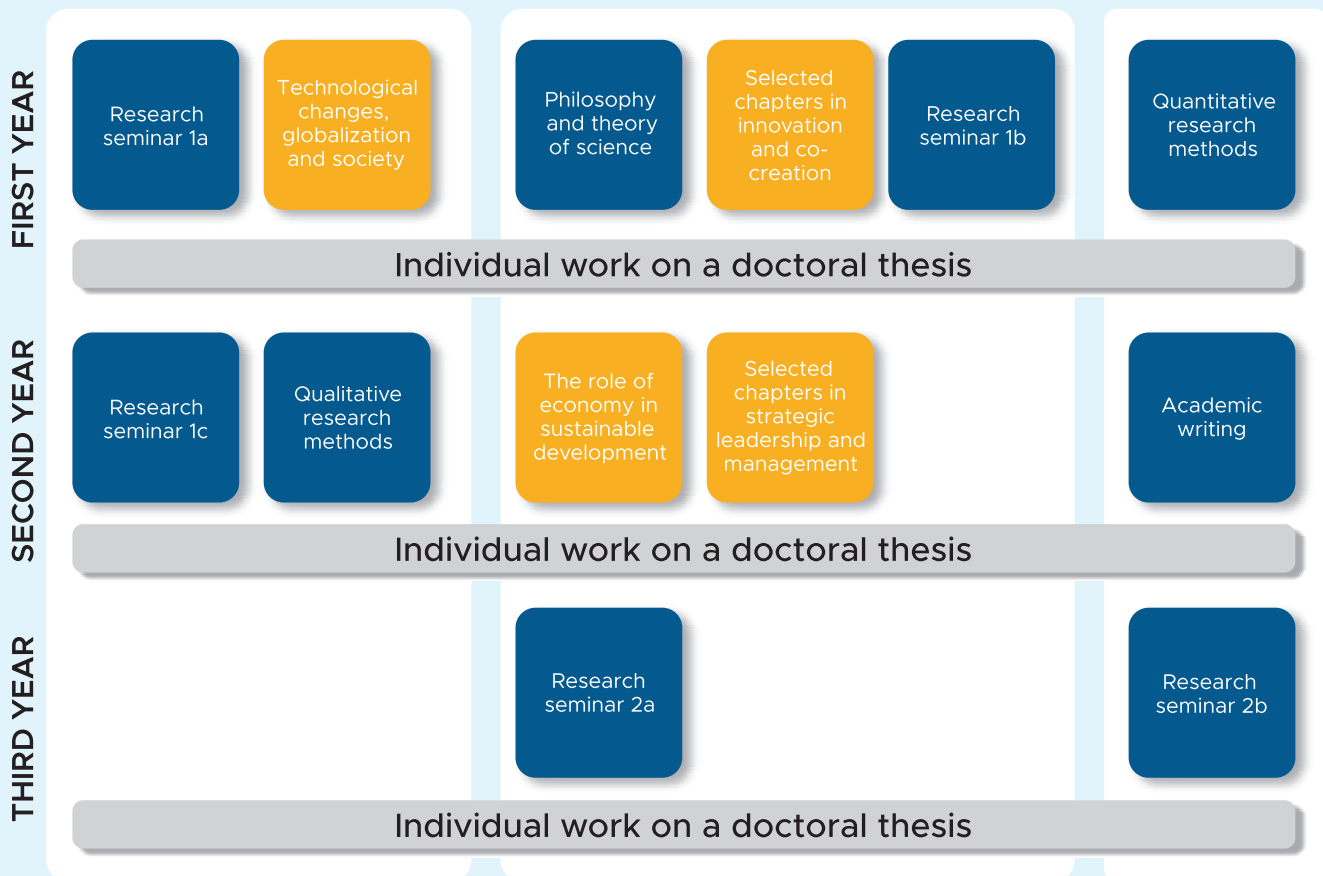 FIRST YEAR
Research
seminar 1a
Technological
changes,
globalization
and society
Philosophy
and theory
of science
Selected
chapters in
innovation
and co-
creation
Research
seminar 1b
Quantitative
research
methods
Individual work on a doctoral thesis
SECOND YEAR
Research
seminar 1c
Qualitative
research
methods
The role of
economy in
sustainable
development
Selected
chapters in
strategic
leadership and
management
Academic
writing
Individual work on a doctoral thesis
THIRD YEAR
Research
seminar 2a
Research
seminar 2b
Individual work on a doctoral thesis